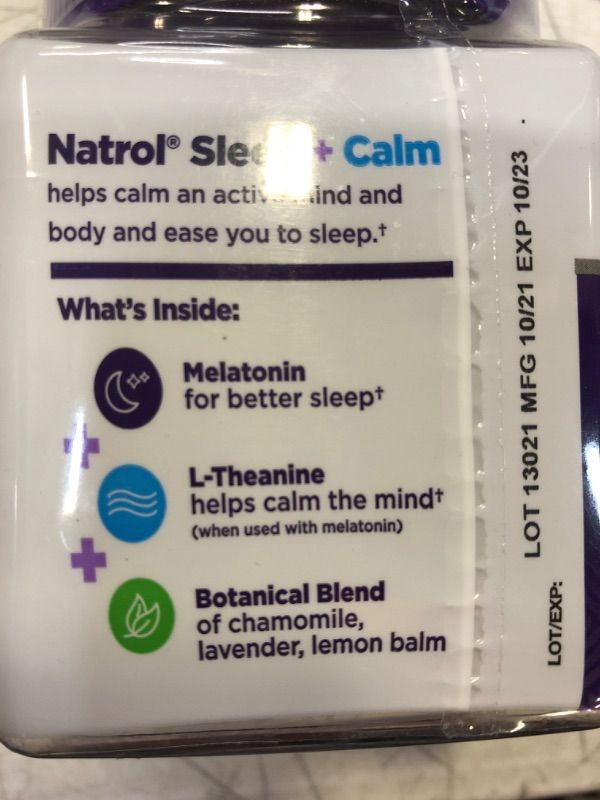 Natrol® + Calm
helps calm an and
body and ease you to sleep.†
What's Inside:
Melatonin
for better sleep†
L-Theanine
helps calm the mind†
(when used with melatonin)
Botanical Blend
of chamomile,
lavender, lemon balm
LOT 13021 MFG 10/21 EXP 10/23
LOT/EXP: